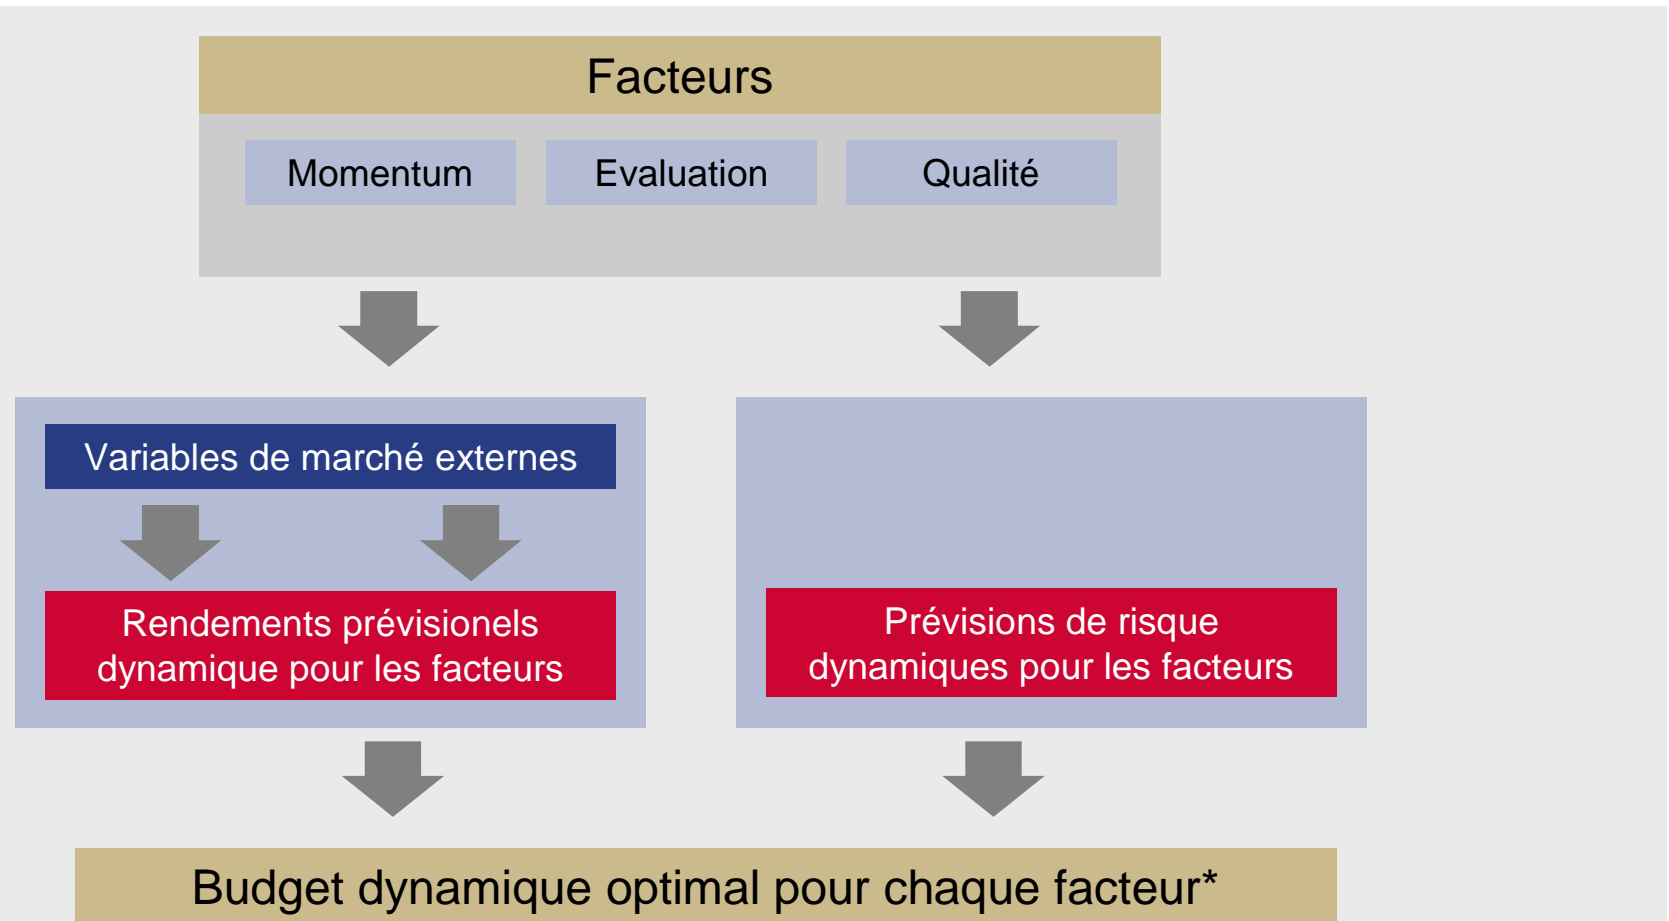 Facteurs
Momentum
Evaluation
Qualité
Variables de marché externes
Rendements prévisionels
dynamique pour les facteurs
Prévisions de risque
dynamiques pour les facteurs
Budget dynamique optimal pour chaque facteur*